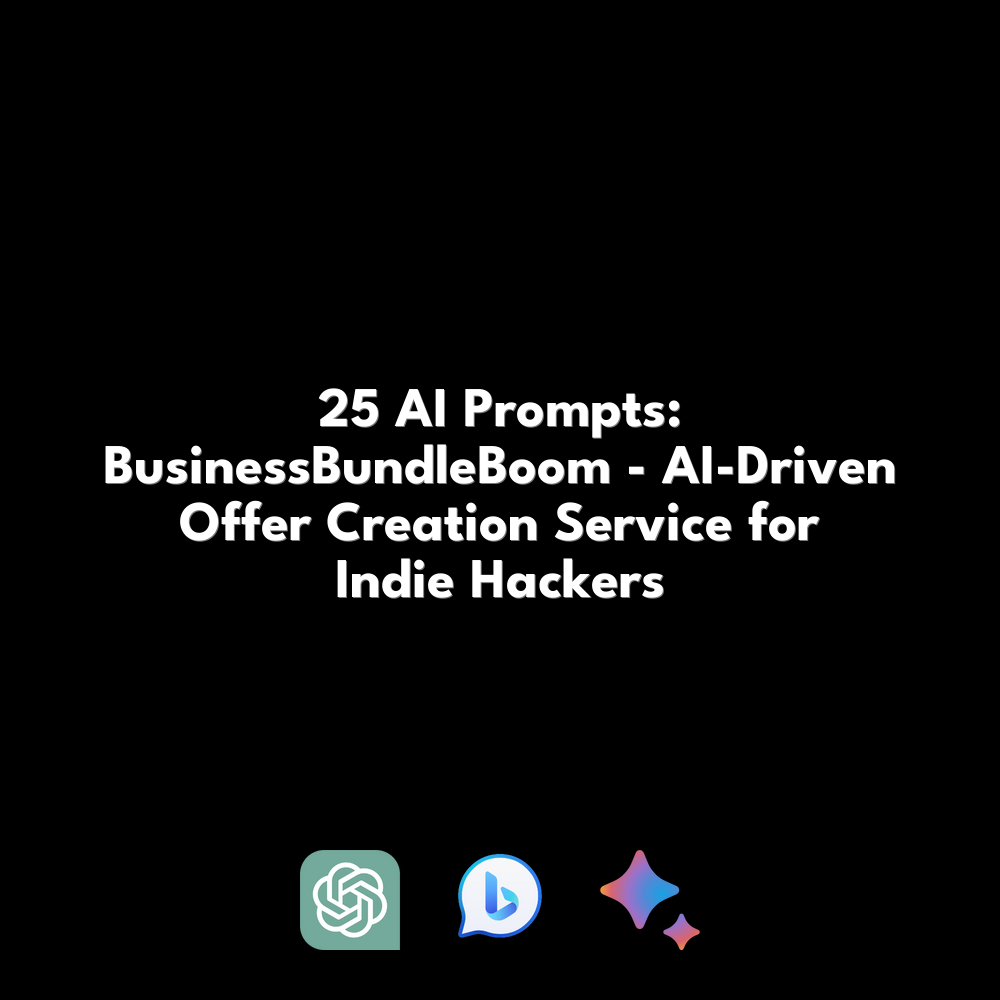 25 AI Prompts:
BusinessBundleBoom - AI-Driven
Offer Creation Service for
Indie Hackers